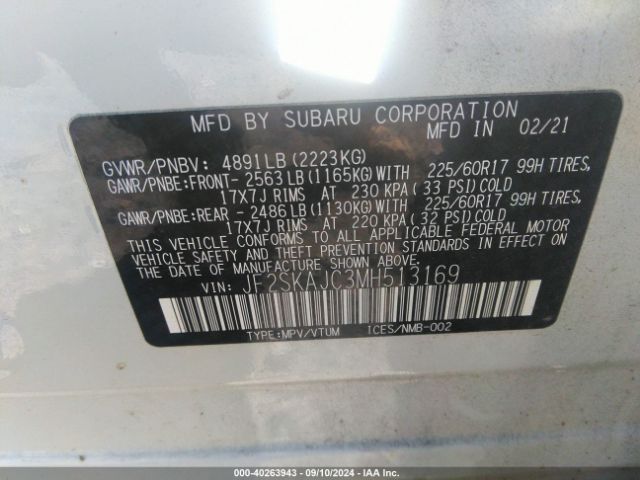 MFD BY SUBARU CORPORATION
MFD IN 02/21
GVWR/PNBV: 4891LB(2223KG)
GAWR/PNBE:FRONT- 2563LB(1165KG)WITH 225/60R17 99H TIRES,
17X7J RIMS AT 230 KPA(33 PSI)COLD
GAWR/PNBE:REAR - 2486LB(1130KG)WITH 225/60R17 99H TIRES,
17X7J RIMS AT 220 KPA(32 PSI)COLD
THIS VEHICLE CONFORMS TO ALL APPLICABLE FEDERAL MOTOR
VEHICLE SAFETY AND THEFT PREVENTION STANDARDS IN EFFECT ON
THE DATE OF MANUFACTURE SHOWN ABOVE.
VIN: JF2SKAJC3MH513169
TYPE:MPV/VTUM ICES/NMB-002
000-40263943 - 09/10/2024 - IAA Inc.